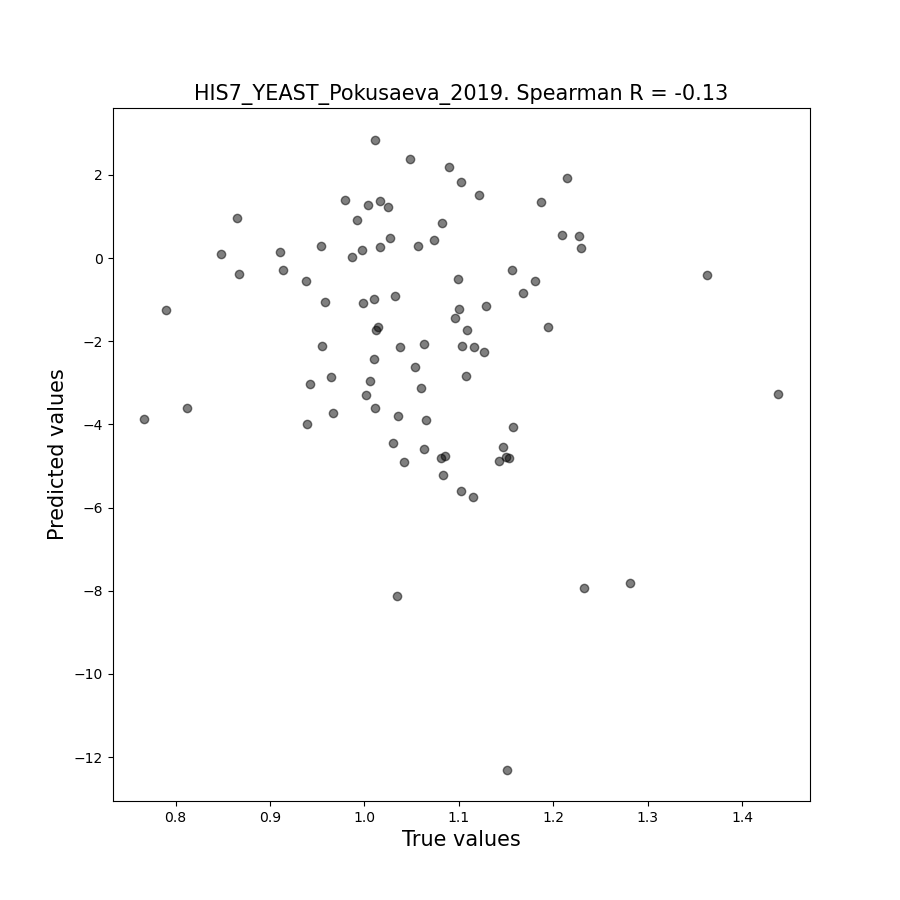 HIS7_YEAST_Pokusaeva_2019. Spearman R = -0.13
2
0
−2
−4
−6
−8
−10
−12
Predicted values
0.8 0.9 1.0 1.1 1.2 1.3 1.4
True values